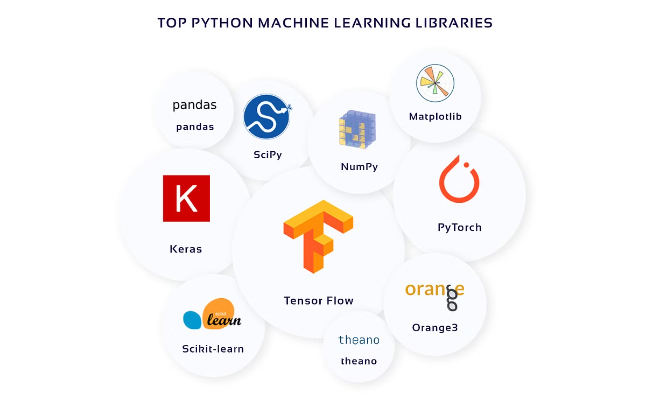 TOP PYTHON MACHINE LEARNING LIBRARIES
Matplotlib
pandas
pandas
SciPy
NumPy
K
Keras
PyTorch
Tensor Flow
orange
Orange3
learn
Scikit-learn
theano
theano